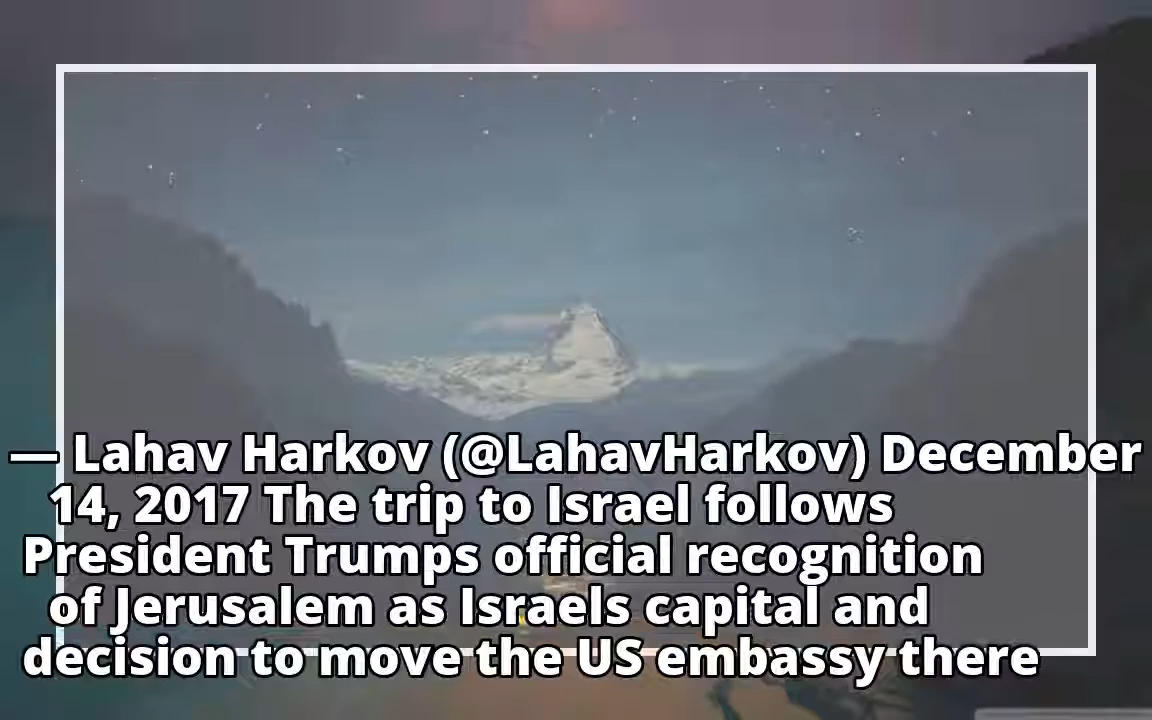 — Lahav Harkov (@LahavHarkov) December
14, 2017 The trip to Israel follows
President Trumps official recognition
of Jerusalem as Israels capital and
decision to move the US embassy there